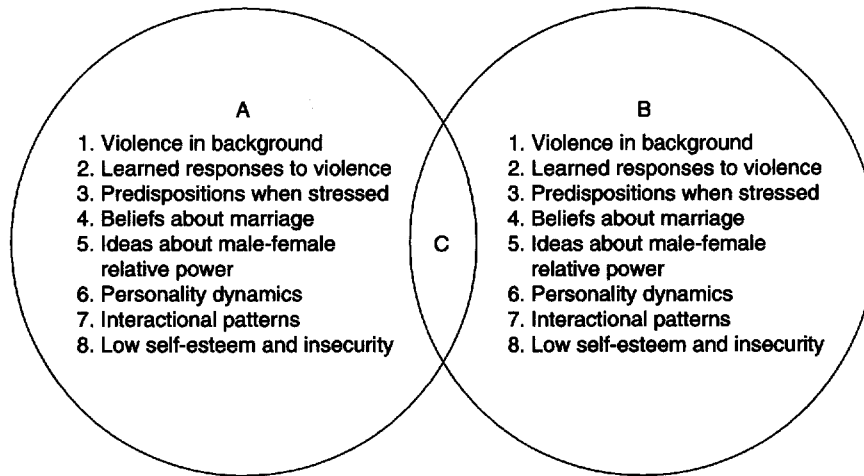 A
1. Violence in background
2. Learned responses to violence
3. Predispositions when stressed
4. Beliefs about marriage
5. Ideas about male-female
relative power
6. Personality dynamics
7. Interactional patterns
8. Low self-esteem and insecurity
C
B
1. Violence in background
2. Learned responses to violence
3. Predispositions when stressed
4. Beliefs about marriage
5. Ideas about male-female
relative power
6. Personality dynamics
7. Interactional patterns
8. Low self-esteem and insecurity